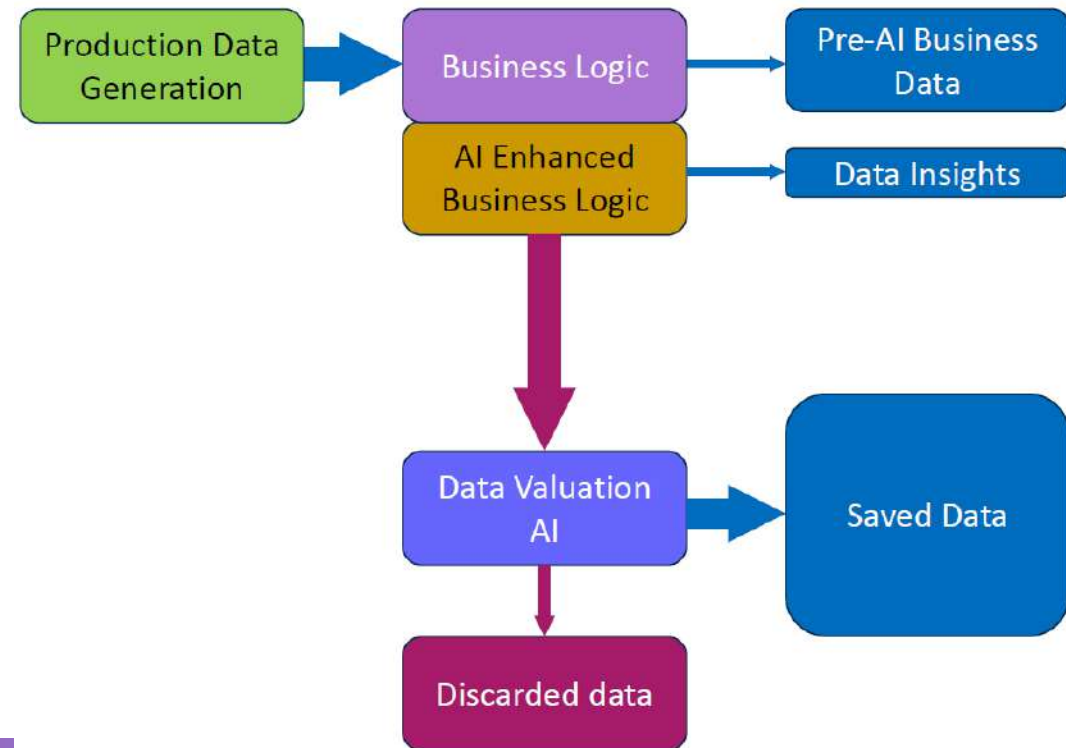 Production Data
Generation
Business Logic
Pre-AI Business
Data
AI Enhanced
Business Logic
Data Insights
Data Valuation
AI
Saved Data
Discarded data